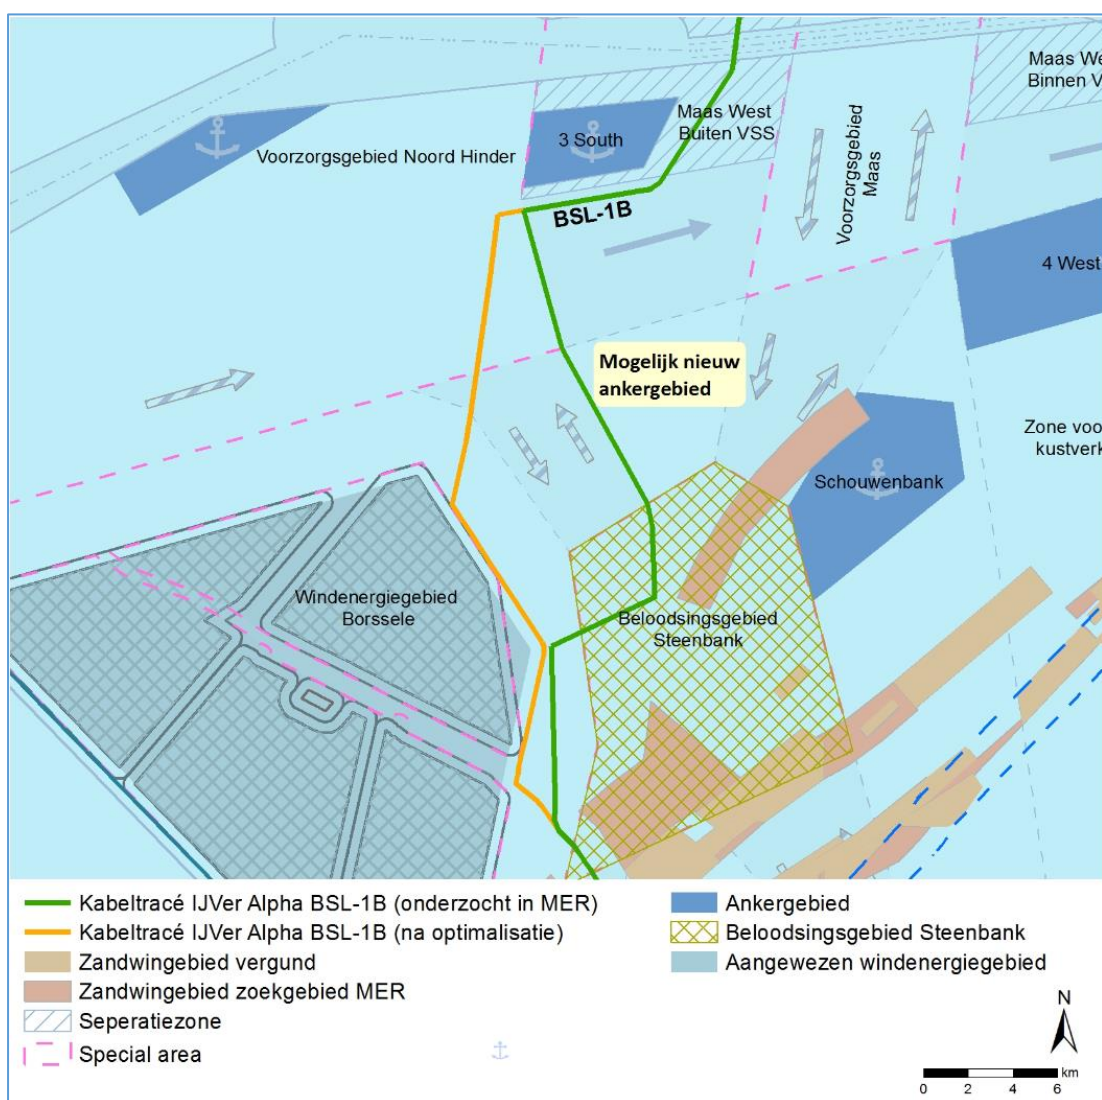 Maas We
Binnen V
Maas West
Buiten VSS
3 South
Voorzorgsgebied Noord Hinder
Voorzorgsgebied
Maas
BSL-1B
4 West
Mogelijk nieuw
ankergebied
Zone voo
kustverk
Schouwenbank
Windenergiegebied
Borssele
Beloodsingsgebied
Steenbank
Kabeltracé IJVer Alpha BSL-1B (onderzocht in MER)
Kabeltracé IJVer Alpha BSL-1B (na optimalisatie)
Zandwingebied vergund
Zandwingebied zoekgebied MER
Seperatiezone
Special area
Ankergebied
Beloodsingsgebied Steenbank
Aangewezen windenergiegebied
N
km
0 2 4 6